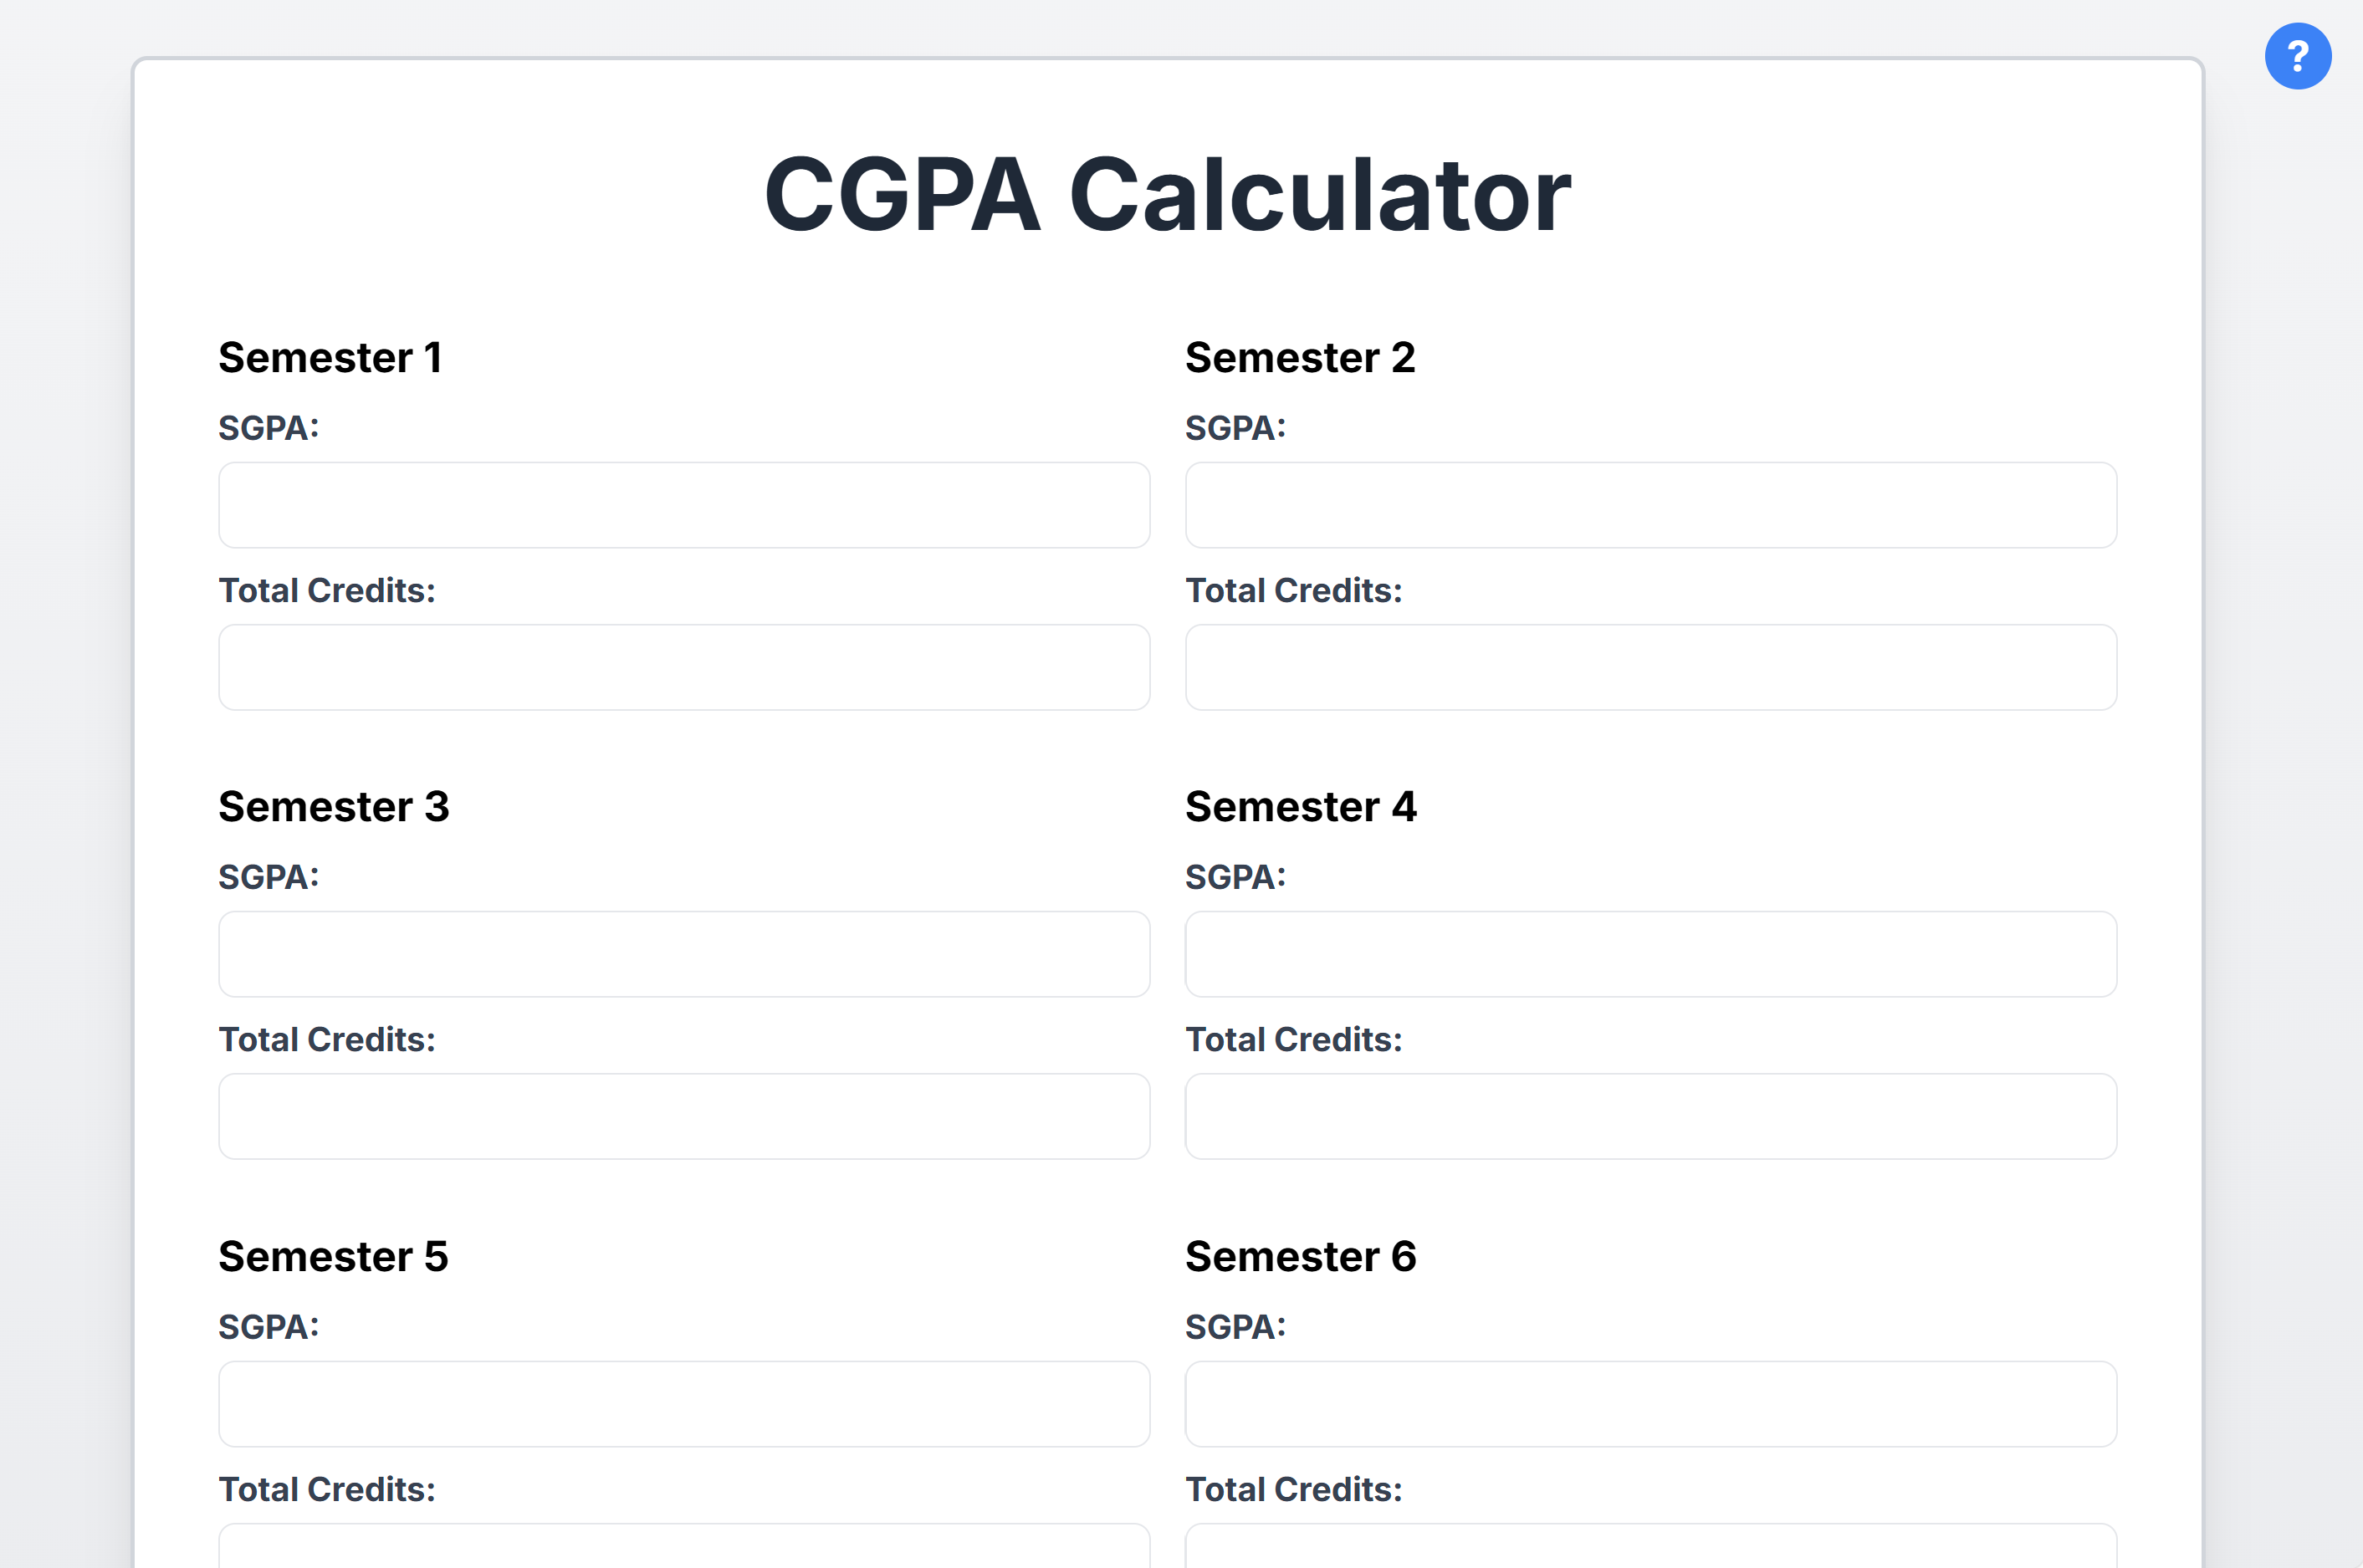 ?
CGPA Calculator
Semester 1
SGPA:
Total Credits:
Semester 2
SGPA:
Total Credits:
Semester 3
SGPA:
Total Credits:
Semester 4
SGPA:
Total Credits:
Semester 5
SGPA:
Total Credits:
Semester 6
SGPA:
Total Credits: